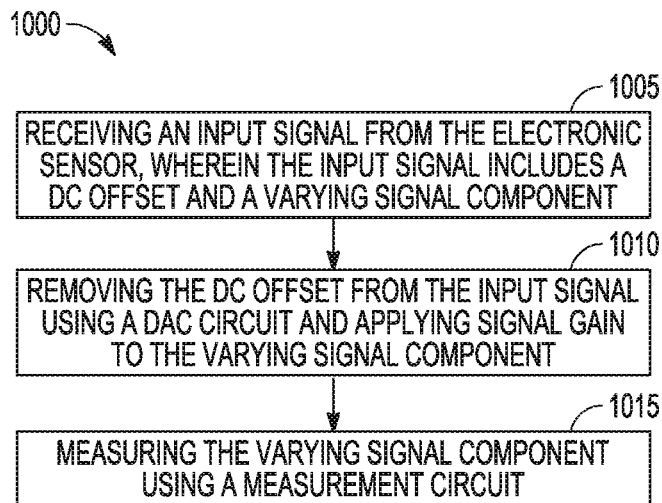 1000
1005
RECEIVING AN INPUT SIGNAL FROM THE ELECTRONIC
SENSOR, WHEREIN THE INPUT SIGNAL INCLUDES A
DC OFFSET AND A VARYING SIGNAL COMPONENT
1010
REMOVING THE DC OFFSET FROM THE INPUT SIGNAL
USING A DAC CIRCUIT AND APPLYING SIGNAL GAIN
TO THE VARYING SIGNAL COMPONENT
1015
MEASURING THE VARYING SIGNAL COMPONENT
USING A MEASUREMENT CIRCUIT